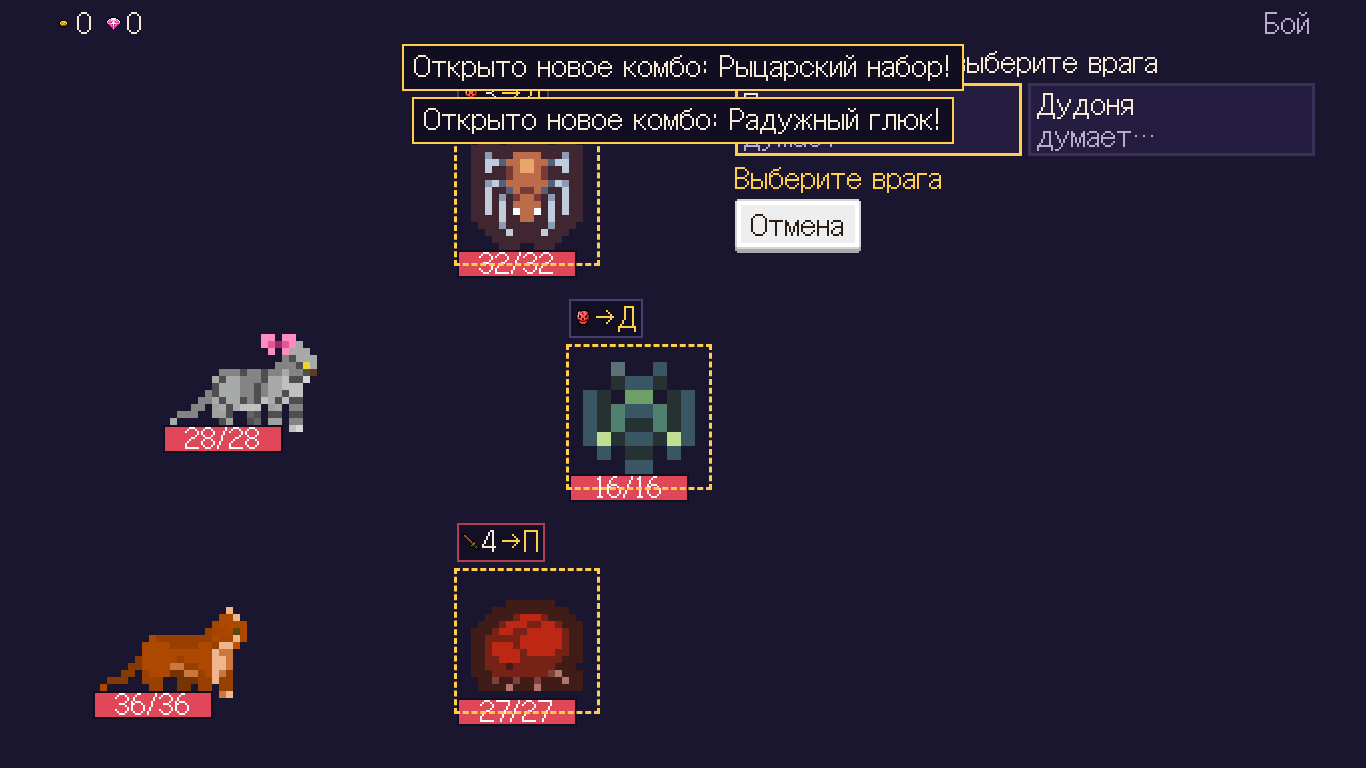 0 0
Бой
Открыто новое комбо: Рыцарский набор!
выберите врага
Открыто новое комбо: Радужный глюк!
Дудоня
думает...
Выберите врага
Отмена
32/32
→Д
28/28
16/16
4→П
36/36
27/27